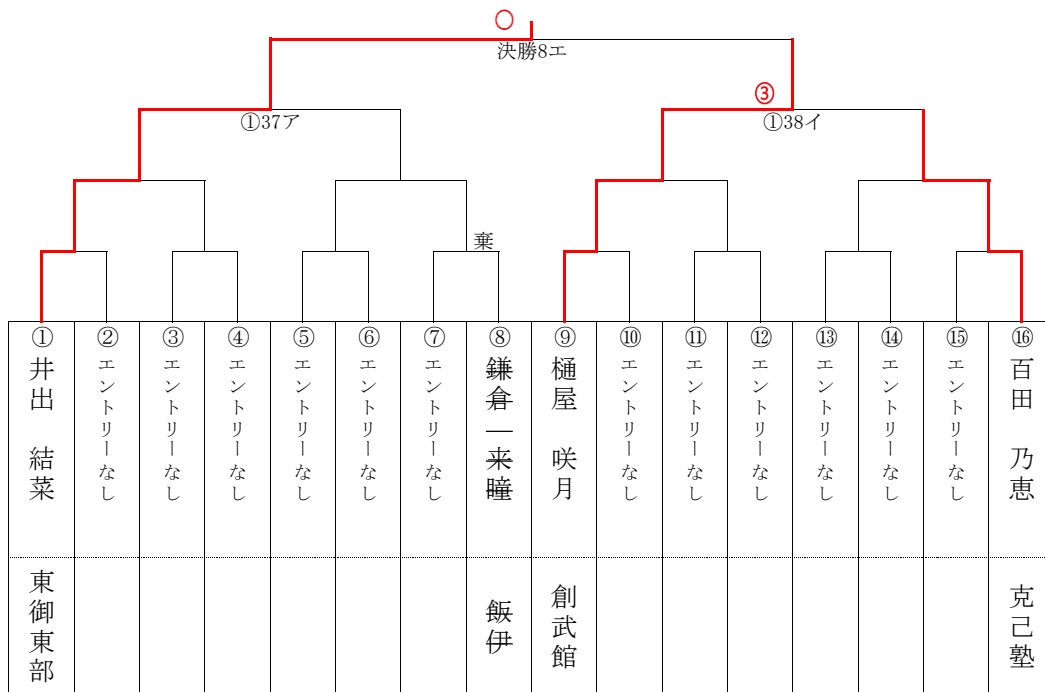 ○
決勝8エ
③
①37ア
①38イ
棄
①
井出 結菜
東御東部
②
エントリーなし
③
エントリーなし
④
エントリーなし
⑤
エントリーなし
⑥
エントリーなし
⑦
エントリーなし
⑧
鎌倉 来瞳
飯伊
⑨
樋屋 咲月
創武館
⑩
エントリーなし
⑪
エントリーなし
⑫
エントリーなし
⑬
エントリーなし
⑭
エントリーなし
⑮
エントリーなし
⑯
百田 乃恵
克己塾